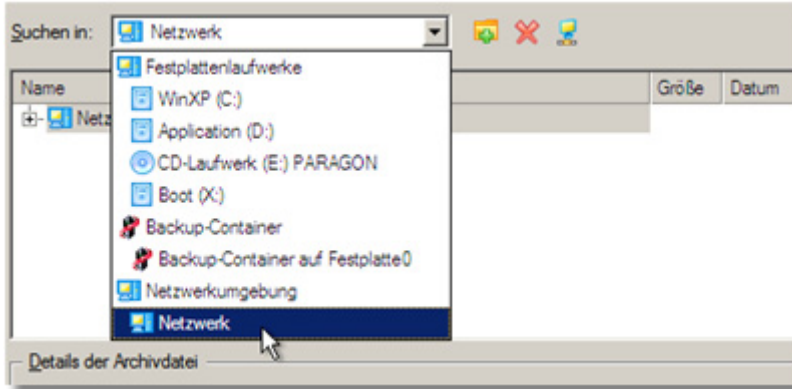 Suchen in: Netzwerk
Name Größe Datum
Netz
Festplattenlaufwerke
WinXP (C:)
Application (D:)
CD-Laufwerk (E:) PARAGON
Boot (X:)
Backup-Container
Backup-Container auf Festplatte0
Netzwerkumgebung
Netzwerk
Details der Archivdatei